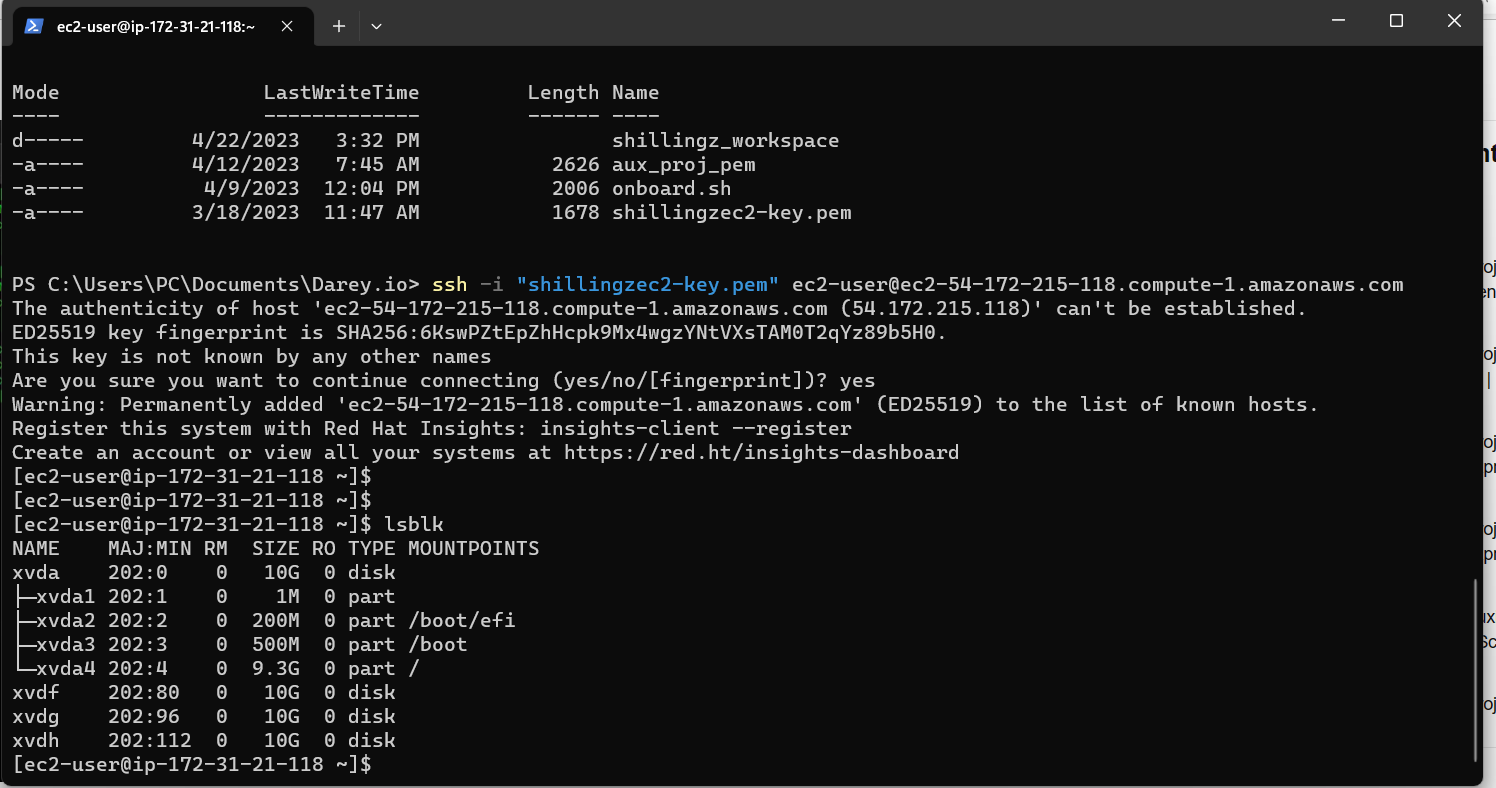 ec2-user@ip-172-31-21-118:~
Mode                 LastWriteTime         Length Name
----                 -------------         ------ ----
d-----         4/22/2023   3:32 PM                shillingz_workspace
-a----         4/12/2023   7:45 AM           2626 aux_proj_pem
-a----          4/9/2023  12:04 PM           2006 onboard.sh
-a----         3/18/2023  11:47 AM           1678 shillingzec2-key.pem
PS C:\Users\PC\Documents\Darey.io> ssh -i "shillingzec2-key.pem" ec2-user@ec2-54-172-215-118.compute-1.amazonaws.com
The authenticity of host 'ec2-54-172-215-118.compute-1.amazonaws.com (54.172.215.118)' can't be established.
ED25519 key fingerprint is SHA256:6KswPZtEpZhHcpk9Mx4wgzYNtVXsTAM0T2qYz89b5H0.
This key is not known by any other names
Are you sure you want to continue connecting (yes/no/[fingerprint])? yes
Warning: Permanently added 'ec2-54-172-215-118.compute-1.amazonaws.com' (ED25519) to the list of known hosts.
Register this system with Red Hat Insights: insights-client --register
Create an account or view all your systems at https://red.ht/insights-dashboard
[ec2-user@ip-172-31-21-118 ~]$
[ec2-user@ip-172-31-21-118 ~]$
[ec2-user@ip-172-31-21-118 ~]$ lsblk
NAME    MAJ:MIN RM  SIZE RO TYPE MOUNTPOINTS
xvda    202:0    0   10G  0 disk
├─xvda1 202:1    0    1M  0 part
├─xvda2 202:2    0  200M  0 part /boot/efi
├─xvda3 202:3    0  500M  0 part /boot
└─xvda4 202:4    0  9.3G  0 part /
xvdf    202:80   0   10G  0 disk
xvdg    202:96   0   10G  0 disk
xvdh    202:112  0   10G  0 disk
[ec2-user@ip-172-31-21-118 ~]$